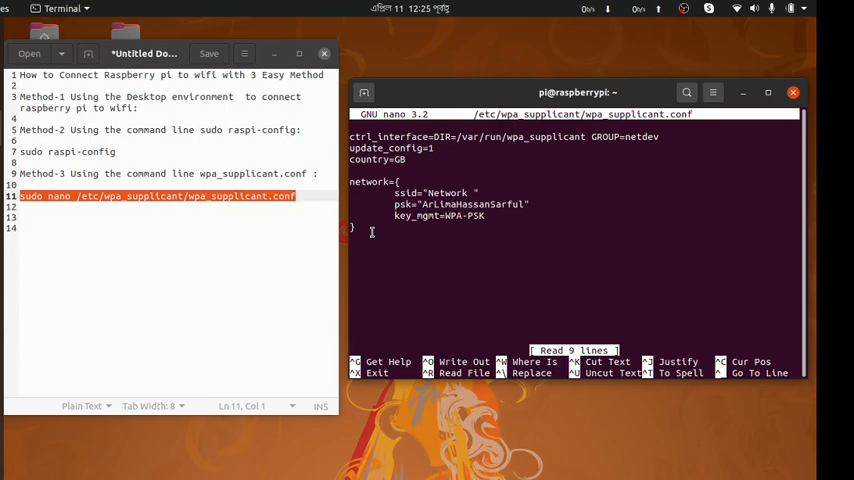 es Terminal
এপ্রিল 11 12:25 পূর্বাহ্ন
0b/s 0b/s
Open *Untitled Do... Save
1 How to Connect Raspberry pi to wifi with 3 Easy Method
2
3 Method-1 Using the Desktop environment to connect
raspberry pi to wifi:
4
5 Method-2 Using the command line sudo raspi-config:
6
7 sudo raspi-config
8
9 Method-3 Using the command line wpa_supplicant.conf :
10
11 sudo nano /etc/wpa_supplicant/wpa_supplicant.conf
12
13
14
Plain Text Tab Width: 8 Ln 11, Col 1 INS
pi@raspberrypi: ~
GNU nano 3.2 /etc/wpa_supplicant/wpa_supplicant.conf
ctrl_interface=DIR=/var/run/wpa_supplicant GROUP=netdev
update_config=1
country=GB
network={
ssid="Network "
psk="ArLimaHassanSarful"
key_mgmt=WPA-PSK
}
[ Read 9 lines ]
^G Get Help ^O Write Out ^W Where Is ^K Cut Text ^J Justify ^C Cur Pos
^X Exit ^R Read File ^\ Replace ^U Uncut Text ^T To Spell ^_ Go To Line